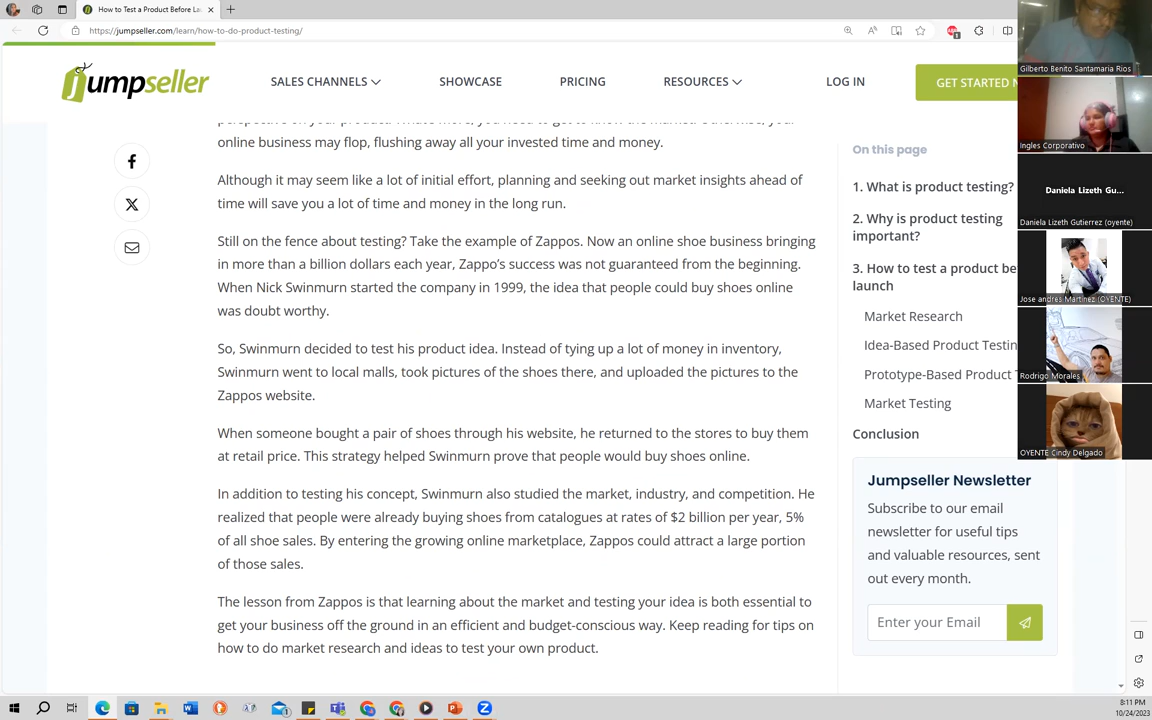 How to Test a Product Before La
https://jumpseller.com/learn/how-to-do-product-testing/
jumpseller
SALES CHANNELS
SHOWCASE
PRICING
RESOURCES
LOG IN
GET STARTED N
perspective on your product
you need to get to know the market. Otherwise, your
online business may flop, flushing away all your invested time and money.
Although it may seem like a lot of initial effort, planning and seeking out market insights ahead of
time will save you a lot of time and money in the long run.
Still on the fence about testing? Take the example of Zappos. Now an online shoe business bringing
in more than a billion dollars each year, Zappo's success was not guaranteed from the beginning.
When Nick Swinmurn started the company in 1999, the idea that people could buy shoes online
was doubt worthy.
So, Swinmurn decided to test his product idea. Instead of tying up a lot of money in inventory,
Swinmurn went to local malls, took pictures of the shoes there, and uploaded the pictures to the
Zappos website.
When someone bought a pair of shoes through his website, he returned to the stores to buy them
at retail price. This strategy helped Swinmurn prove that people would buy shoes online.
In addition to testing his concept, Swinmurn also studied the market, industry, and competition. He
realized that people were already buying shoes from catalogues at rates of $2 billion per year, 5%
of all shoe sales. By entering the growing online marketplace, Zappos could attract a large portion
of those sales.
The lesson from Zappos is that learning about the market and testing your idea is both essential to
get your business off the ground in an efficient and budget-conscious way. Keep reading for tips on
how to do market research and ideas to test your own product.
On this page
1. What is product testing?
2. Why is product testing
important?
3. How to test a product be
launch
Market Research
Idea-Based Product Testin
Prototype-Based Product T
Market Testing
Conclusion
Jumpseller Newsletter
Subscribe to our email
newsletter for useful tips
and valuable resources, sent
out every month.
Enter your Email
Gilberto Benito Santamaria Rios
Ingles Corporativo
Daniela Lizeth Gu...
Daniela Lizeth Gutierrez (oyente)
Jose andres Martinez (OYENTE)
Rodrigo Morales
OYENTE Cindy Delgado
8:11 PM
10/24/2023